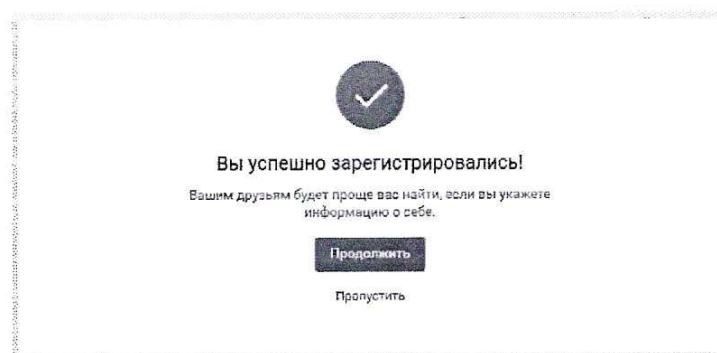 Вы успешно зарегистрировались!
Вашим друзьям будет проще вас найти, если вы укажете
информацию о себе.
Продолжить
Пропустить